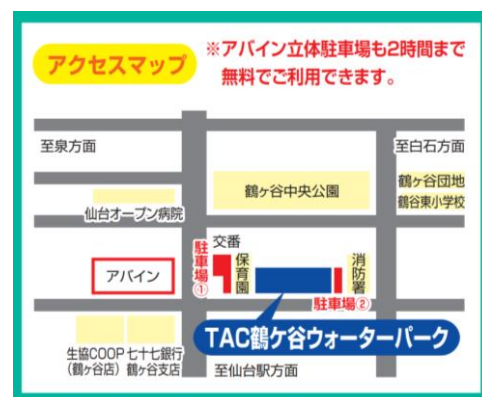 アクセスマップ
※アバイン立体駐車場も2時間まで
無料でご利用できます。
至泉方面
至白石方面
鶴ヶ谷中央公園
鶴ヶ谷団地
鶴谷東小学校
仙台オープン病院
交番
駐車場①
保育園
消防署
アバイン
駐車場②
TAC鶴ケ谷ウォーターパーク
生協COOP
(鶴ヶ谷店)
七十七銀行
鶴ヶ谷支店
至仙台駅方面